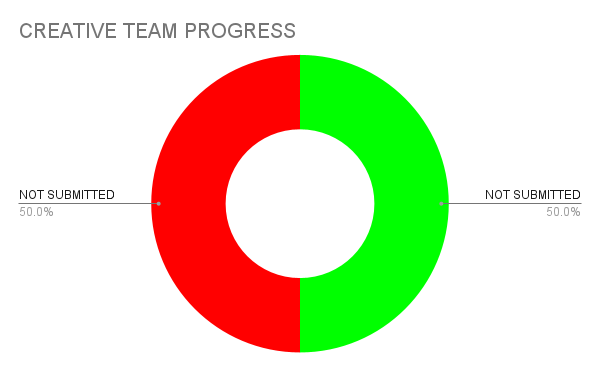 CREATIVE TEAM PROGRESS
NOT SUBMITTED
50.0%
NOT SUBMITTED
50.0%